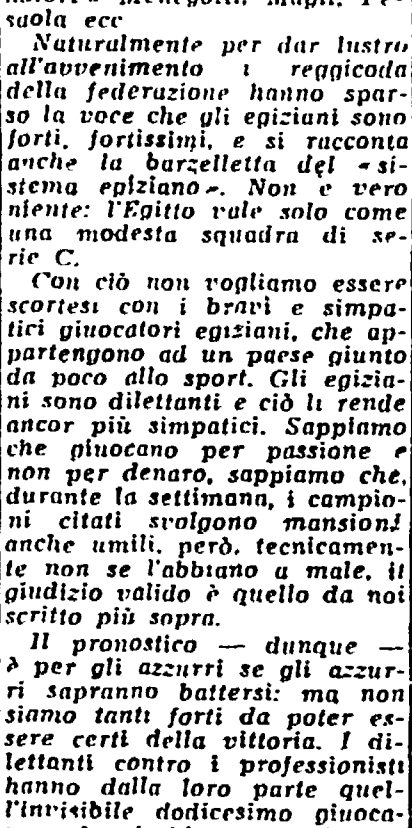 suola ecc
Naturalmente per dar lustro
all'avvenimento i reggicoda
della federazione hanno spar-
so la voce che gli egiziani sono
forti, fortissimi, e si racconta
anche la barzelletta del «si-
stema egiziano». Non e vero
niente: l'Egitto vale solo come
una modesta squadra di se-
rie C.
Con ciò non vogliamo essere
scortesi con i bravi e simpa-
tici giuocatori egiziani, che ap-
partengono ad un paese giunto
da poco allo sport. Gli egizia-
ni sono dilettanti e ciò li rende
ancor più simpatici. Sappiamo
che giuocano per passione e
non per denaro, sappiamo che,
durante la settimana, i campio-
ni citati svolgono mansioni
anche umili, però, tecnicamen-
te non se l'abbiano a male, il
giudizio valido è quello da noi
scritto più sopra.
Il pronostico — dunque —
è per gli azzurri se gli azzur-
ri sapranno battersi: ma non
siamo tanti forti da poter es-
sere certi della vittoria. I di-
lettanti contro i professionisti
hanno dalla loro parte quel-
l'invisibile dodicesimo giuoca-